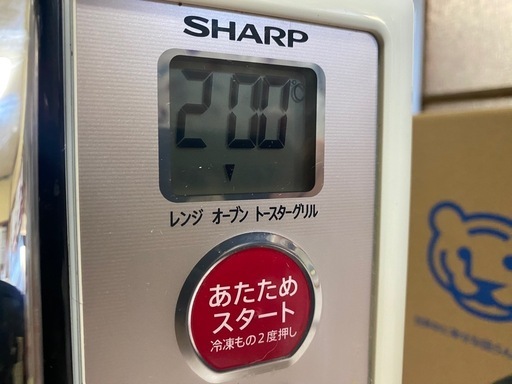 SHARP
200℃
レンジ オーブン トースターグリル
あたため
スタート
冷凍もの2度押し